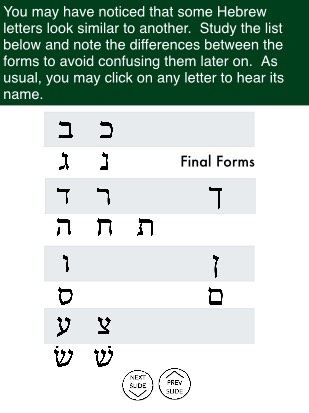 You may have noticed that some Hebrew
letters look similar to another. Study the list
below and note the differences between the
forms to avoid confusing them later on. As
usual, you may click on any letter to hear its
name.
ב כ
ג נ Final Forms
ד ר ך
ה ח ת
ו ן
ס ם
ע צ
שׂ שׁ
NEXT
SLIDE
PREV
SLIDE